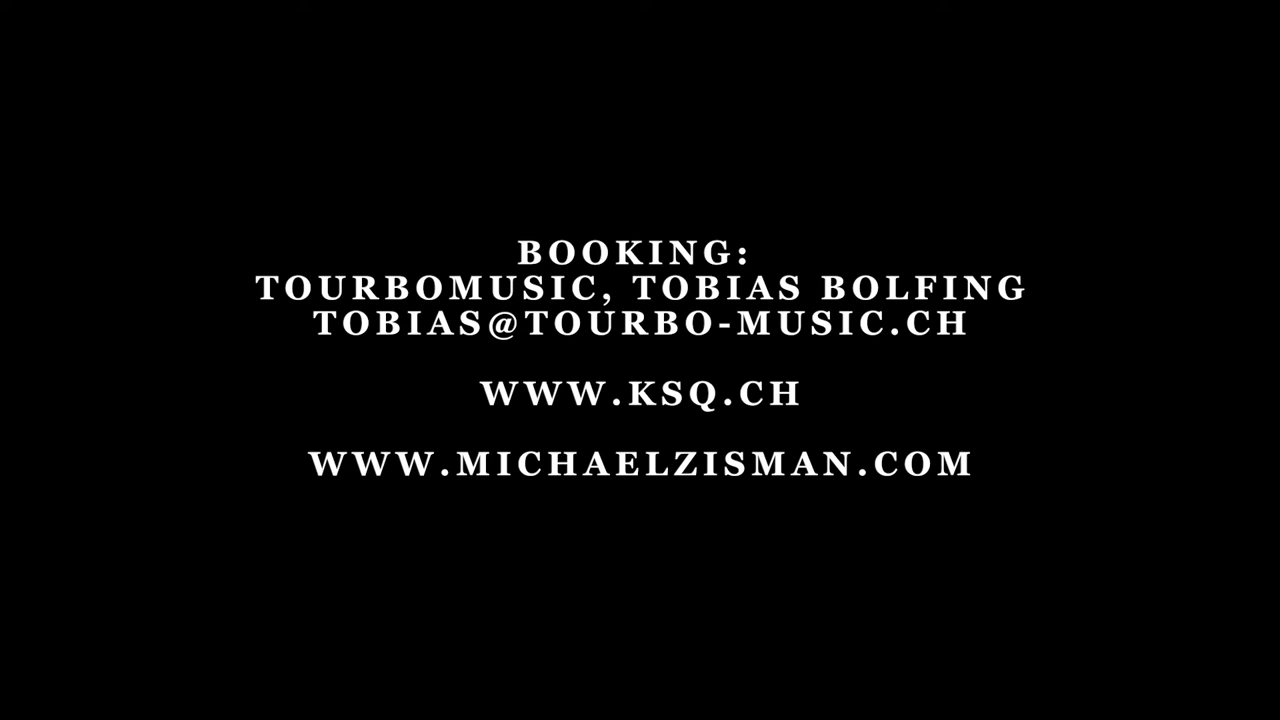 BOOKING:
TOURBOMUSIC, TOBIAS BOLFING
TOBIAS@TOURBO-MUSIC.CH
WWW.KSQ.CH
WWW.MICHAELZISMAN.COM